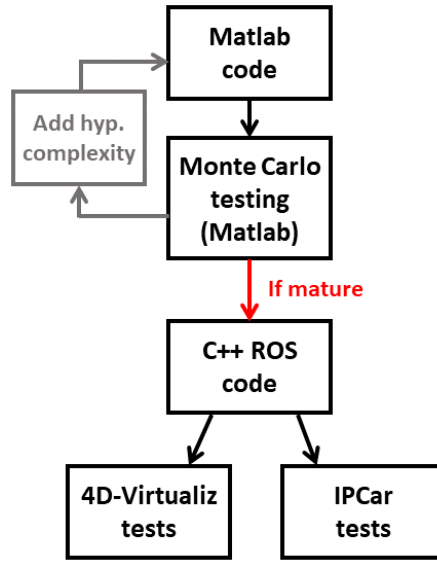 Matlab
code
Add hyp.
complexity
Monte Carlo
testing
(Matlab)
If mature
C++ ROS
code
4D-Virtualiz
tests
IPCar
tests